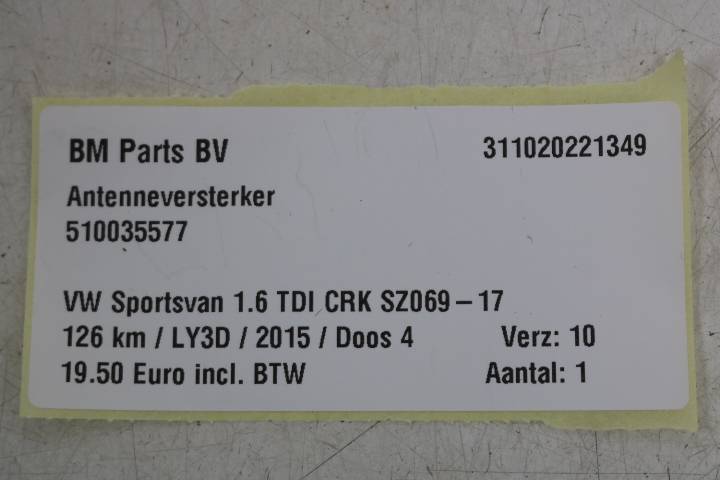 BM Parts BV 311020221349
Antenneversterker
510035577
VW Sportsvan 1.6 TDI CRK SZ069 – 17
126 km / LY3D / 2015 / Doos 4 Verz: 10
19.50 Euro incl. BTW Aantal: 1